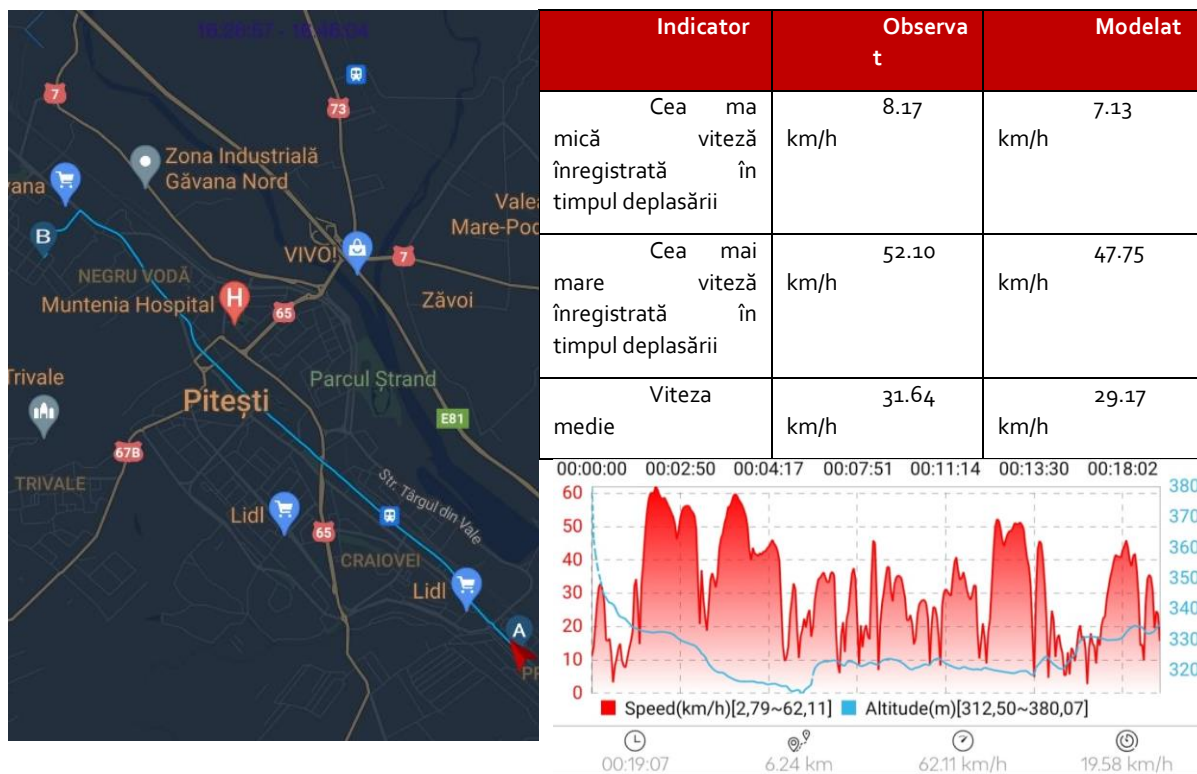 16:26:57 - 16:46:04
7
73
Zona Industrială
Găvana Nord
vana
B
Vale
Mare-Pod
VIVO!
7
NEGRU VODĂ
Muntenia Hospital
H
65
Zăvoi
Trivale
Parcul Ștrand
Pitești
E81
67B
TRIVALE
Str. Târgul din Vale
Lidl
65
CRAIOVEI
Lidl
A
PR
Indicator Observa
t Modelat
Cea ma
mică viteză
înregistrată în
timpul deplasării
8.17
km/h
7.13
km/h
Cea mai
mare viteză
înregistrată în
timpul deplasării
52.10
km/h
47.75
km/h
Viteza
medie
31.64
km/h
29.17
km/h
00:00:00 00:02:50 00:04:17 00:07:51 00:11:14 00:13:30 00:18:02
60 380
50 370
40 360
30 350
20 340
10 330
0 320
Speed(km/h)[2,79~62,11] Altitude(m)[312,50~380,07]
00:19:07 6.24 km 62.11 km/h 19.58 km/h